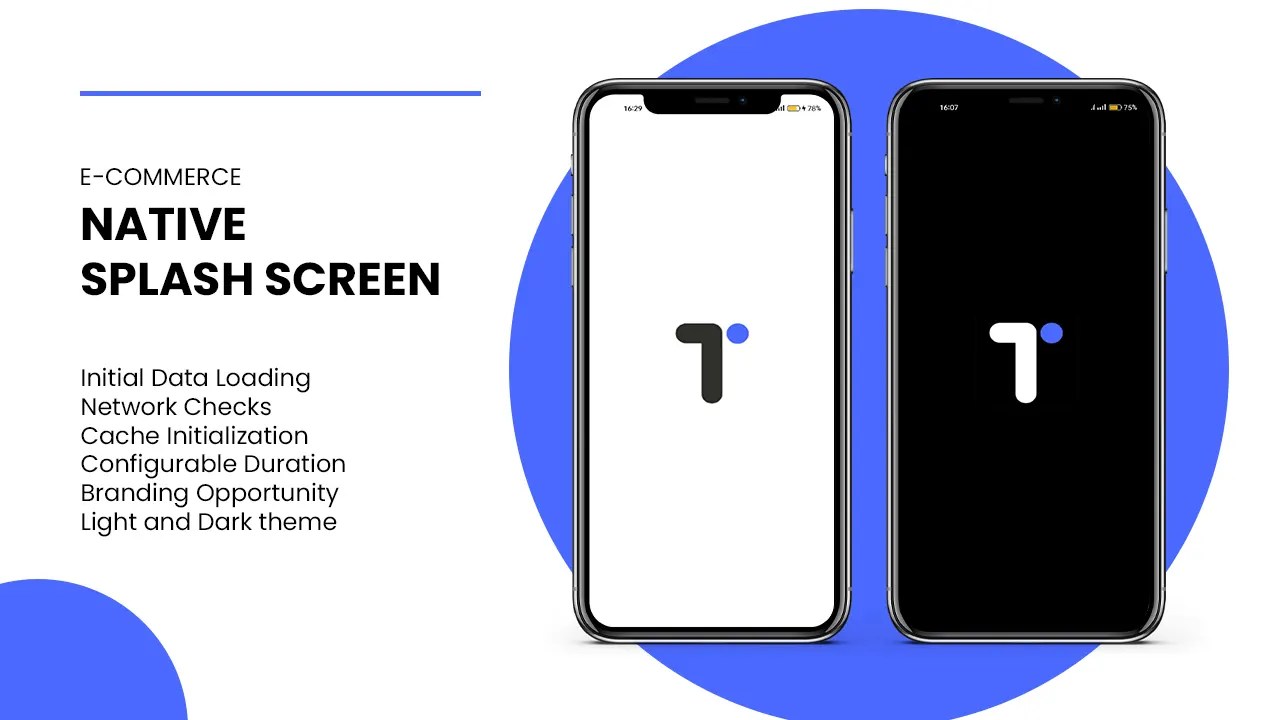 E-COMMERCE
NATIVE
SPLASH SCREEN
Initial Data Loading
Network Checks
Cache Initialization
Configurable Duration
Branding Opportunity
Light and Dark theme
16:29
78%
16:07
75%